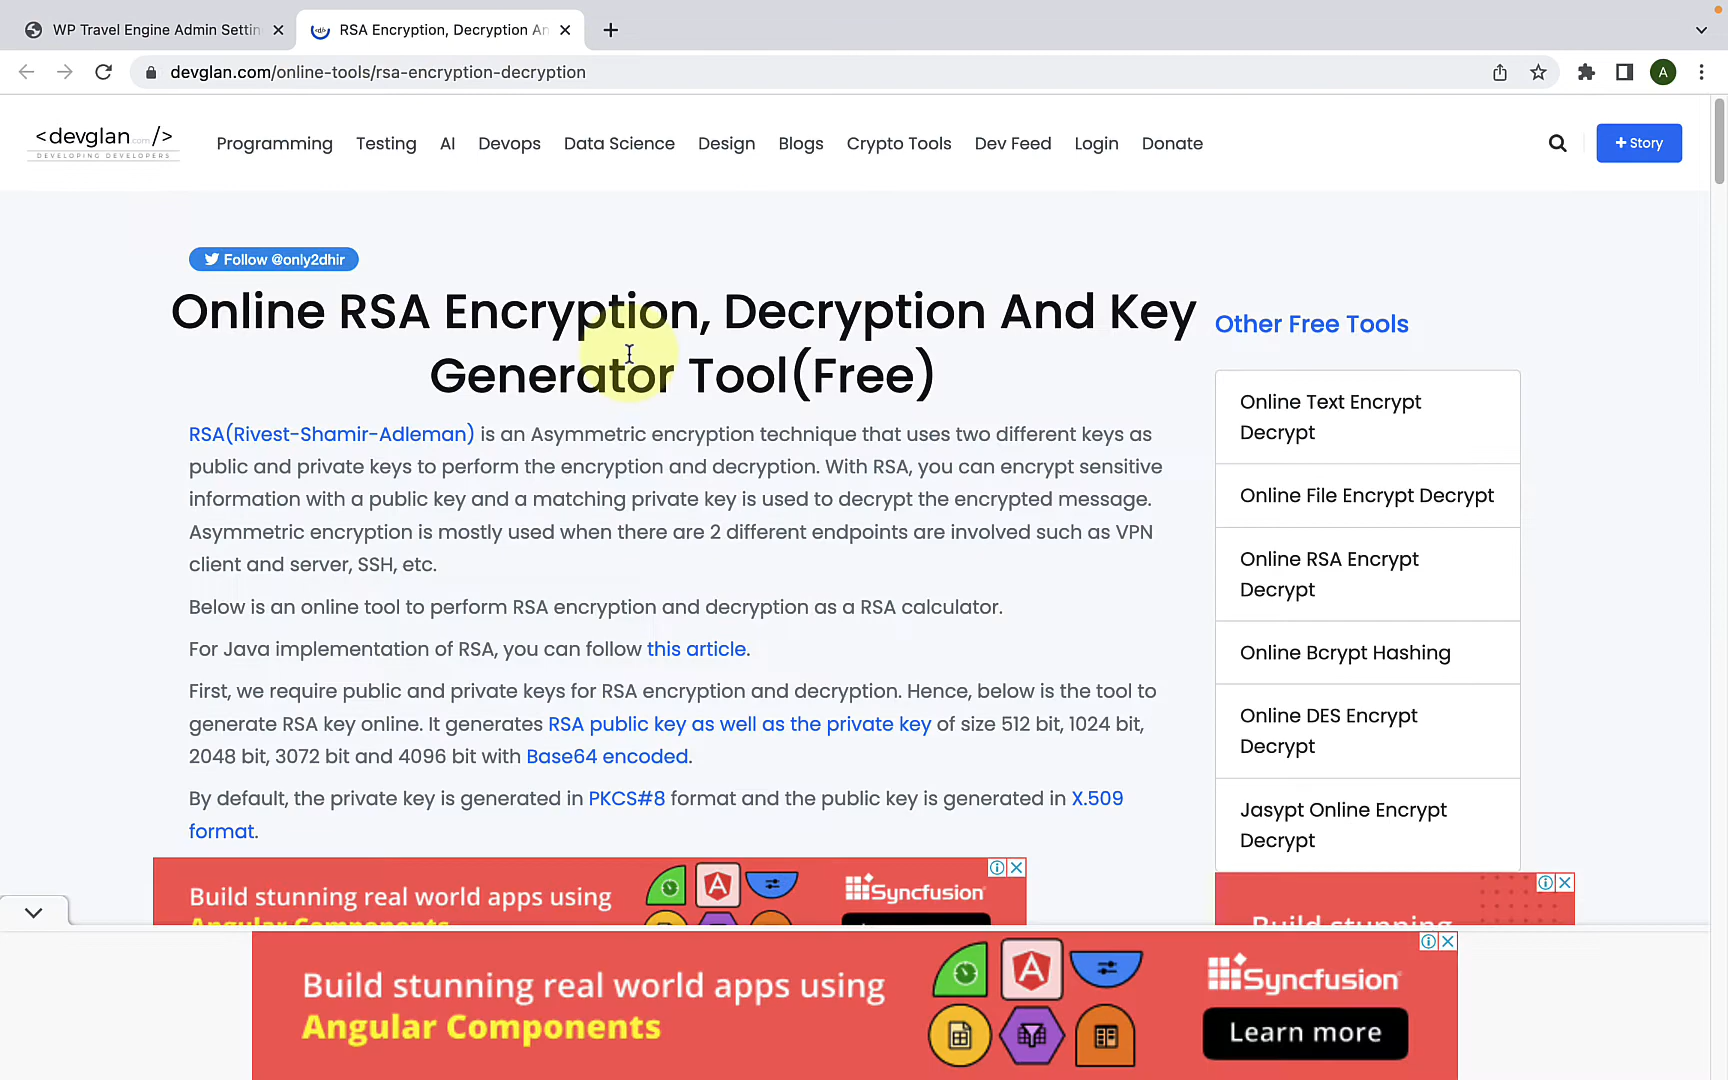 WP Travel Engine Admin Settin
RSA Encryption, Decryption An
devglan.com/online-tools/rsa-encryption-decryption
A
<devglan.com/>
DEVELOPING DEVELOPERS
Programming Testing AI Devops Data Science Design Blogs Crypto Tools Dev Feed Login Donate
+ Story
Follow @only2dhir
Online RSA Encryption, Decryption And Key
Generator Tool(Free)
RSA(Rivest-Shamir-Adleman) is an Asymmetric encryption technique that uses two different keys as
public and private keys to perform the encryption and decryption. With RSA, you can encrypt sensitive
information with a public key and a matching private key is used to decrypt the encrypted message.
Asymmetric encryption is mostly used when there are 2 different endpoints are involved such as VPN
client and server, SSH, etc.
Below is an online tool to perform RSA encryption and decryption as a RSA calculator.
For Java implementation of RSA, you can follow this article.
First, we require public and private keys for RSA encryption and decryption. Hence, below is the tool to
generate RSA key online. It generates RSA public key as well as the private key of size 512 bit, 1024 bit,
2048 bit, 3072 bit and 4096 bit with Base64 encoded.
By default, the private key is generated in PKCS#8 format and the public key is generated in X.509
format.
Other Free Tools
Online Text Encrypt
Decrypt
Online File Encrypt Decrypt
Online RSA Encrypt
Decrypt
Online Bcrypt Hashing
Online DES Encrypt
Decrypt
Jasypt Online Encrypt
Decrypt
Build stunning real world apps using
Angular Components
Syncfusion
Build stunning
Build stunning real world apps using
Angular Components
Syncfusion
Learn more